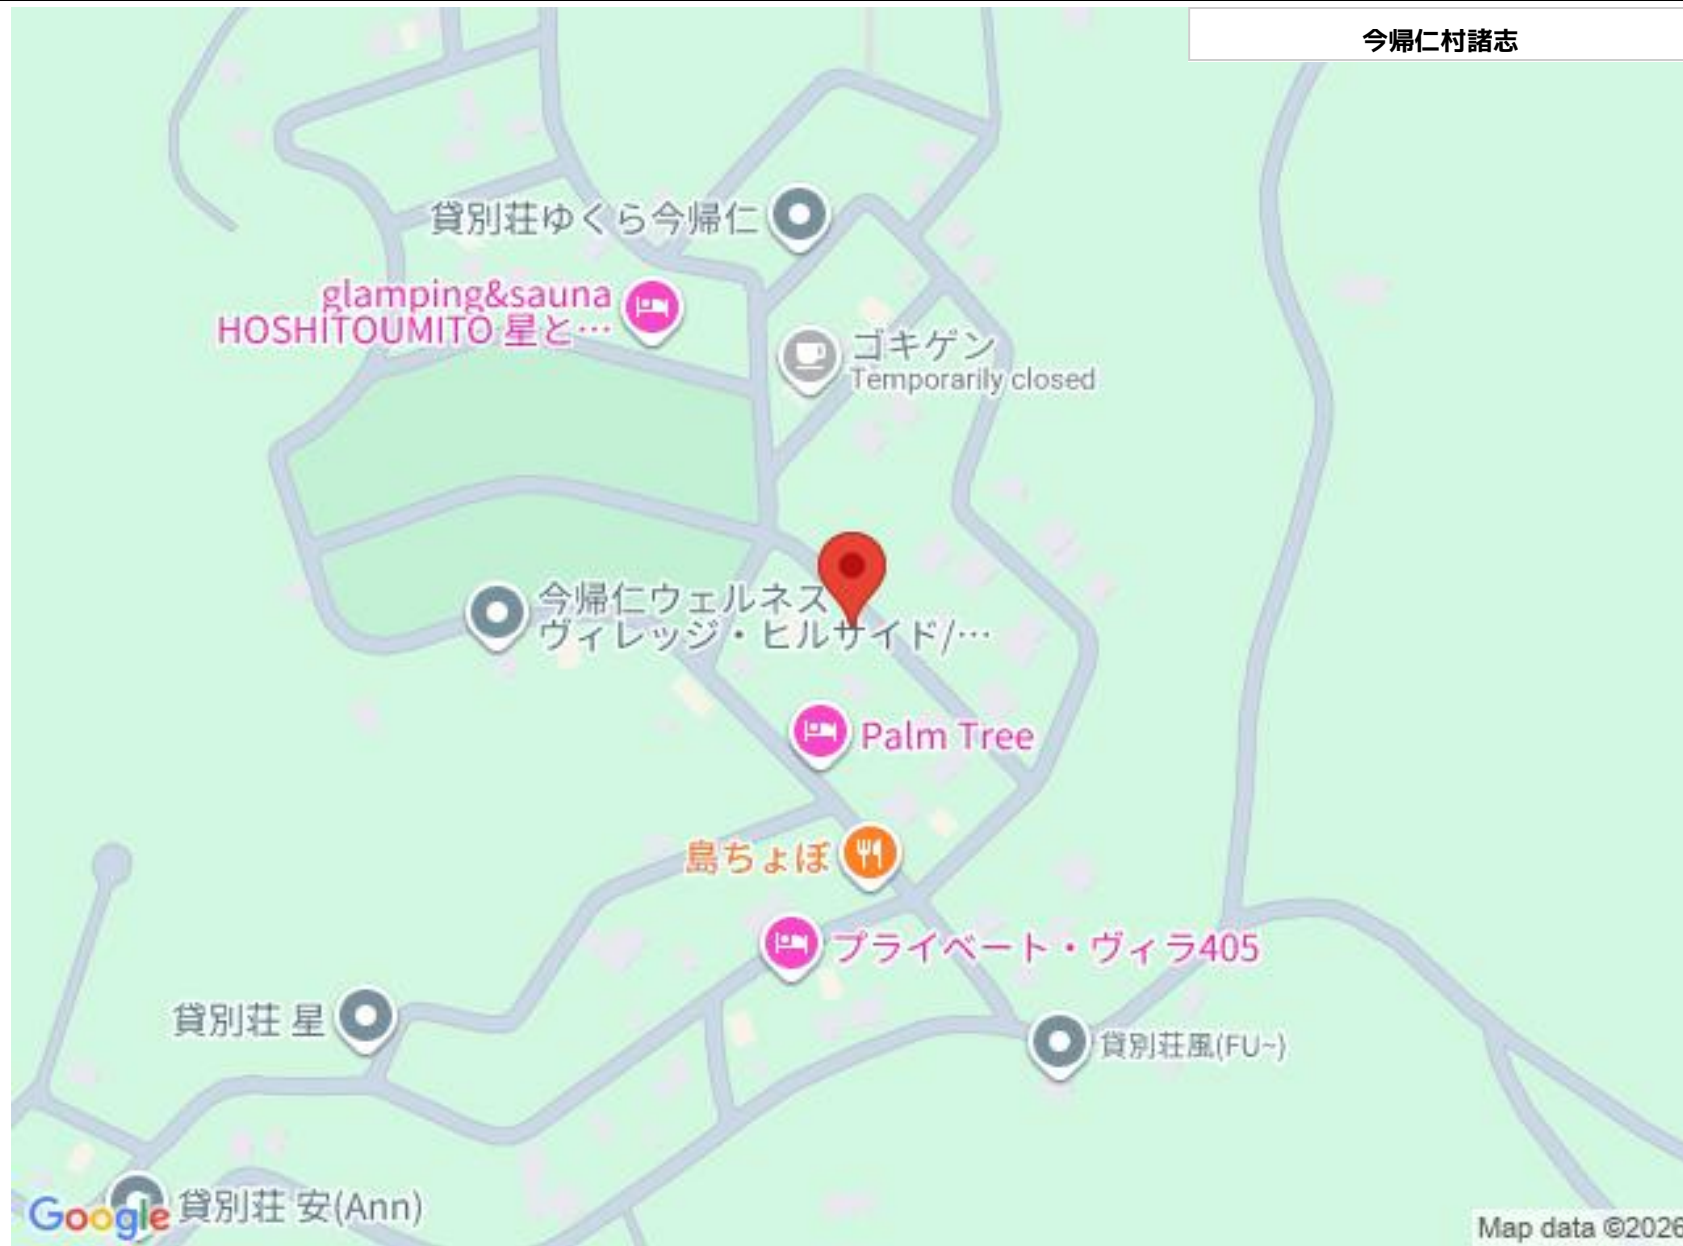 今帰仁村諸志
貸別荘ゆくら今帰仁
glamping&sauna
HOSHITOUMITO 星と…
ゴキゲン
Temporarily closed
今帰仁ウェルネス
ヴィレッジ・ヒルサイド/…
Palm Tree
島ちょぼ
プライベート・ヴィラ405
貸別荘 星
貸別荘風(FU~)
貸別荘 安(Ann)
Google
Map data ©2026